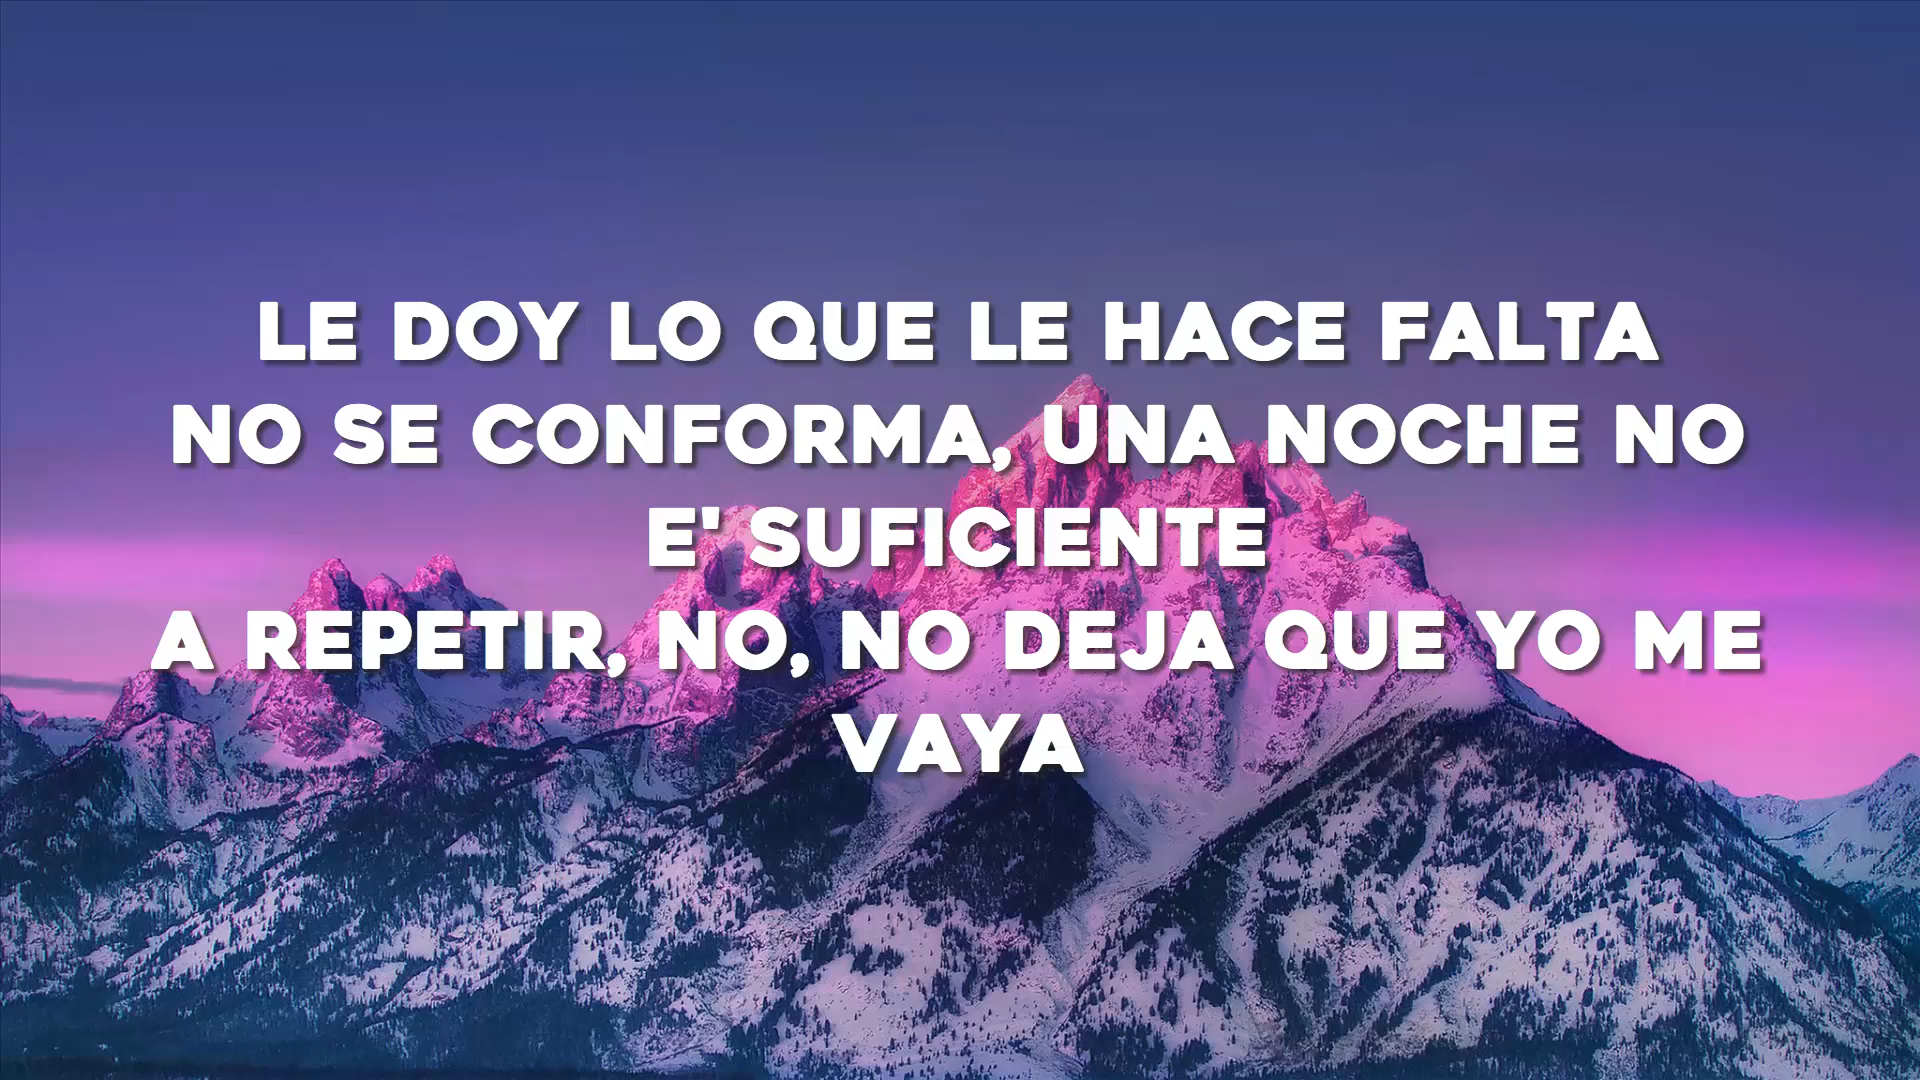 LE DOY LO QUE LE HACE FALTA
NO SE CONFORMA, UNA NOCHE NO
E' SUFICIENTE
A REPETIR, NO, NO DEJA QUE YO ME
VAYA